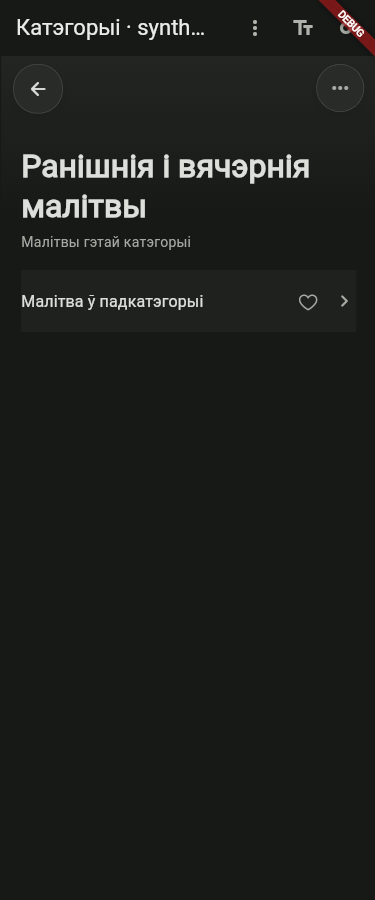 Катэгорыі · synth…
DEBUG
Ранішнія і вячэрнія
малітвы
Малітвы гэтай катэгорыі
Малітва ў падкатэгорыі